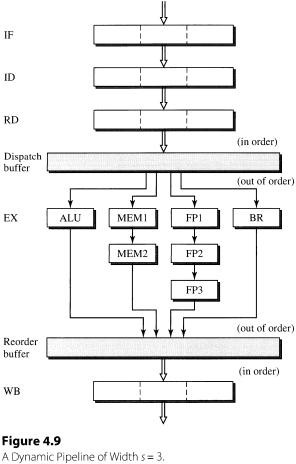 IF
ID
RD
(in order)
Dispatch
buffer
(out of order)
EX
ALU MEM1 FP1 BR
MEM2 FP2
FP3
(out of order)
Reorder
buffer
(in order)
WB
Figure 4.9
A Dynamic Pipeline of Width s = 3.